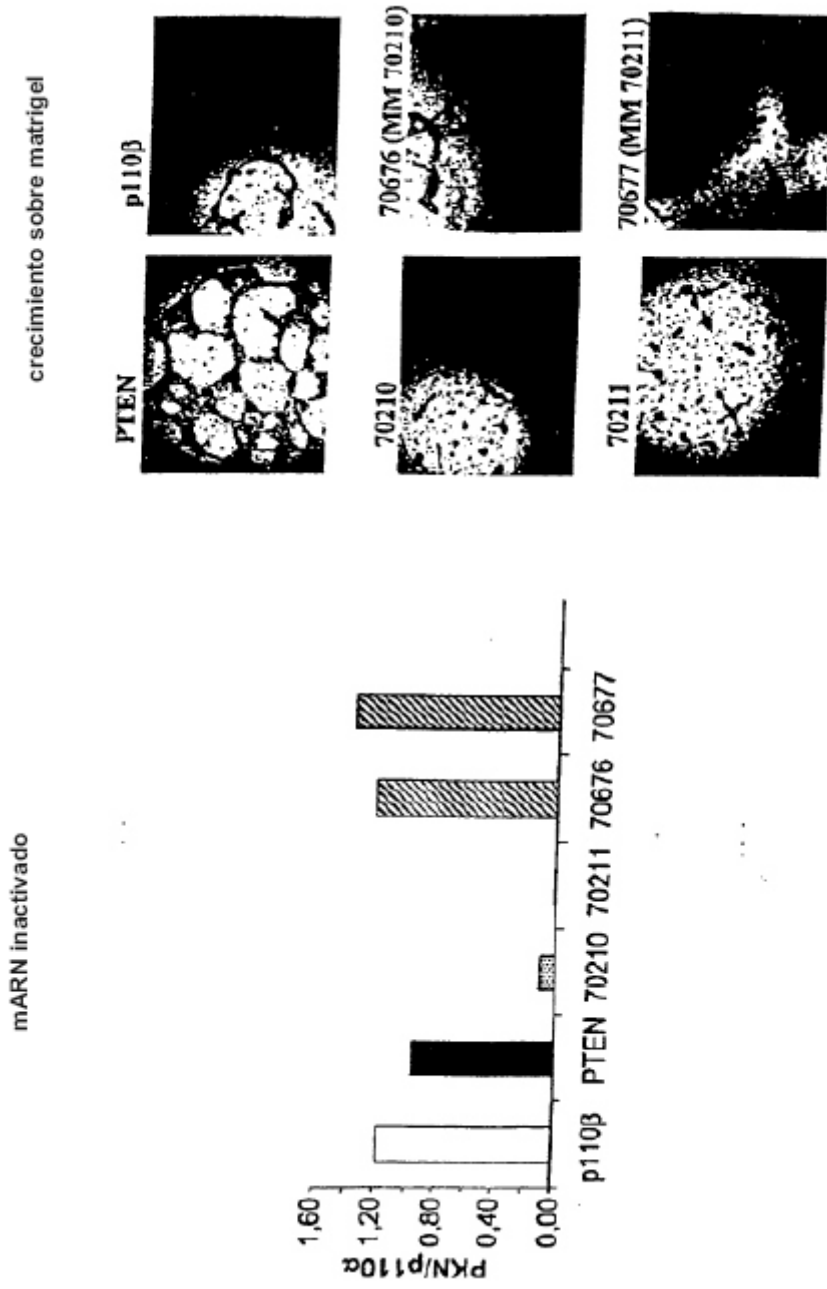 mARN inactivado
PKN/p110α
1,60
1,20
0,80
0,40
0,00
p110β PTEN 70210 70211 70676 70677
crecimiento sobre matrigel
PTEN
p110β
70210
70676 (MM 70210)
70211
70677 (MM 70211)